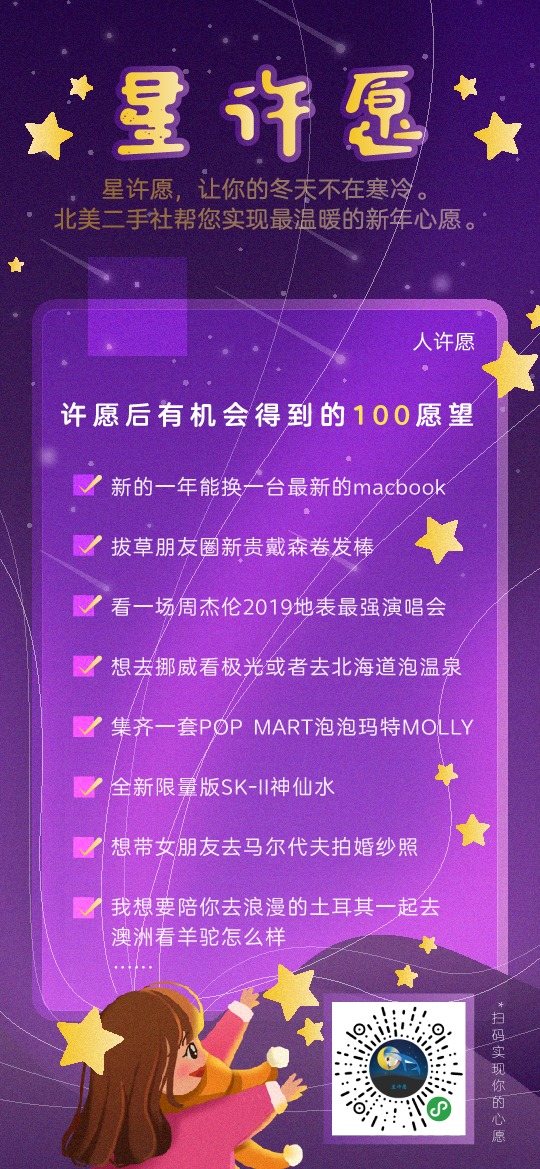 星许愿
星许愿，让你的冬天不在寒冷。
北美二手社帮您实现最温暖的新年心愿。
人许愿
许愿后有机会得到的100愿望
新的一年能换一台最新的macbook
拔草朋友圈新贵戴森卷发棒
看一场周杰伦2019地表最强演唱会
想去挪威看极光或者去北海道泡温泉
集齐一套POP MART泡泡玛特MOLLY
全新限量版SK-II神仙水
想带女朋友去马尔代夫拍婚纱照
我想要陪你去浪漫的土耳其一起去
澳洲看羊驼怎么样
……
*扫码实现你的心愿